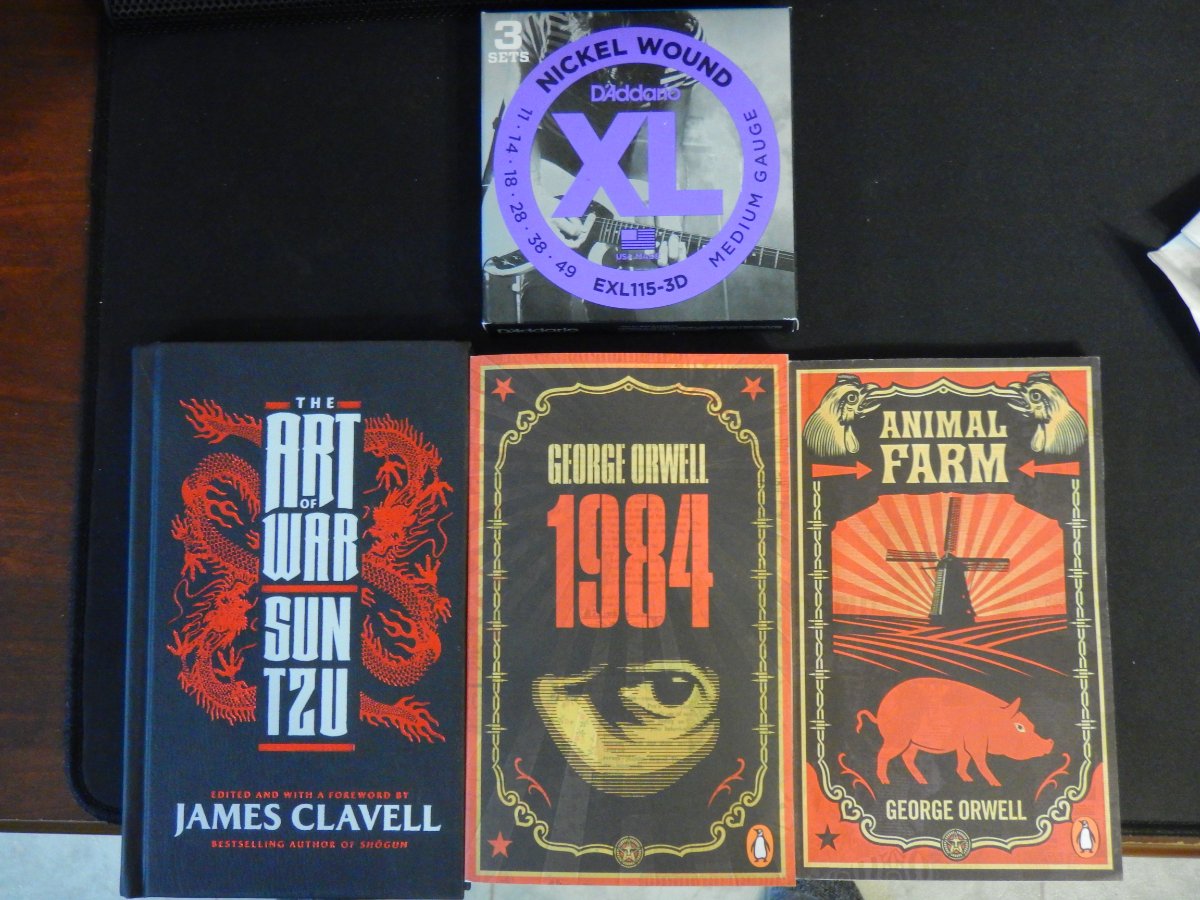 3
SETS
NICKEL WOUND
D'Addario
XL
11 · 14 · 18 · 28 · 38 · 49
MEDIUM GAUGE
USA
EXL115-3D
D'Addario
THE
ART
OF
WAR
SUN
TZU
EDITED AND WITH A FOREWORD BY
JAMES CLAVELL
BESTSELLING AUTHOR OF SHŌGUN
GEORGE ORWELL
1984
ANIMAL
FARM
GEORGE ORWELL